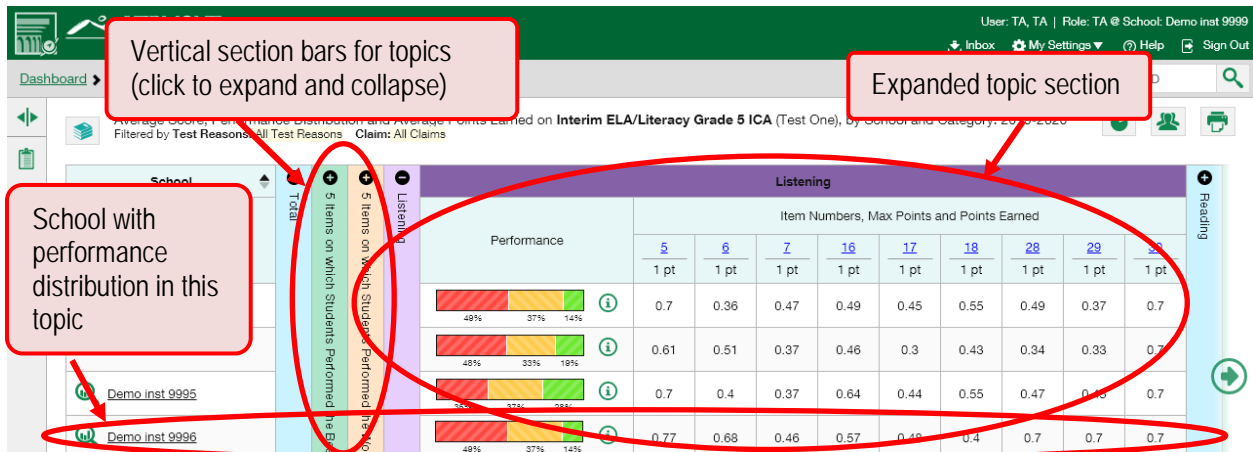 User: TA, TA | Role: TA @ School: Demo inst 9999
Inbox My Settings ▼ Help Sign Out
Vertical section bars for topics
(click to expand and collapse)
Expanded topic section
Dashboard
Average Score, Performance Distribution and Average Points Earned on Interim ELA/Literacy Grade 5 ICA (Test One), by School and Category:
Filtered by Test Reasons: All Test Reasons Claim: All Claims
School
Total
5 Items on which Students Performed the
5 Items on which Students Performed the
Listening
Listening
Reading
Performance
Item Numbers, Max Points and Points Earned
5 6 7 16 17 18 28 29 30
1 pt 1 pt 1 pt 1 pt 1 pt 1 pt 1 pt 1 pt 1 pt
School with
performance
distribution in this
topic
49% 37% 14% 0.7 0.36 0.47 0.49 0.45 0.55 0.49 0.37 0.7
48% 33% 19% 0.61 0.51 0.37 0.46 0.3 0.43 0.34 0.33
Demo inst 9995 37% 28% 0.7 0.4 0.37 0.64 0.44 0.55 0.47 0.7
Demo inst 9996 49% 37% 14% 0.77 0.68 0.46 0.57 0.4 0.7 0.7 0.7